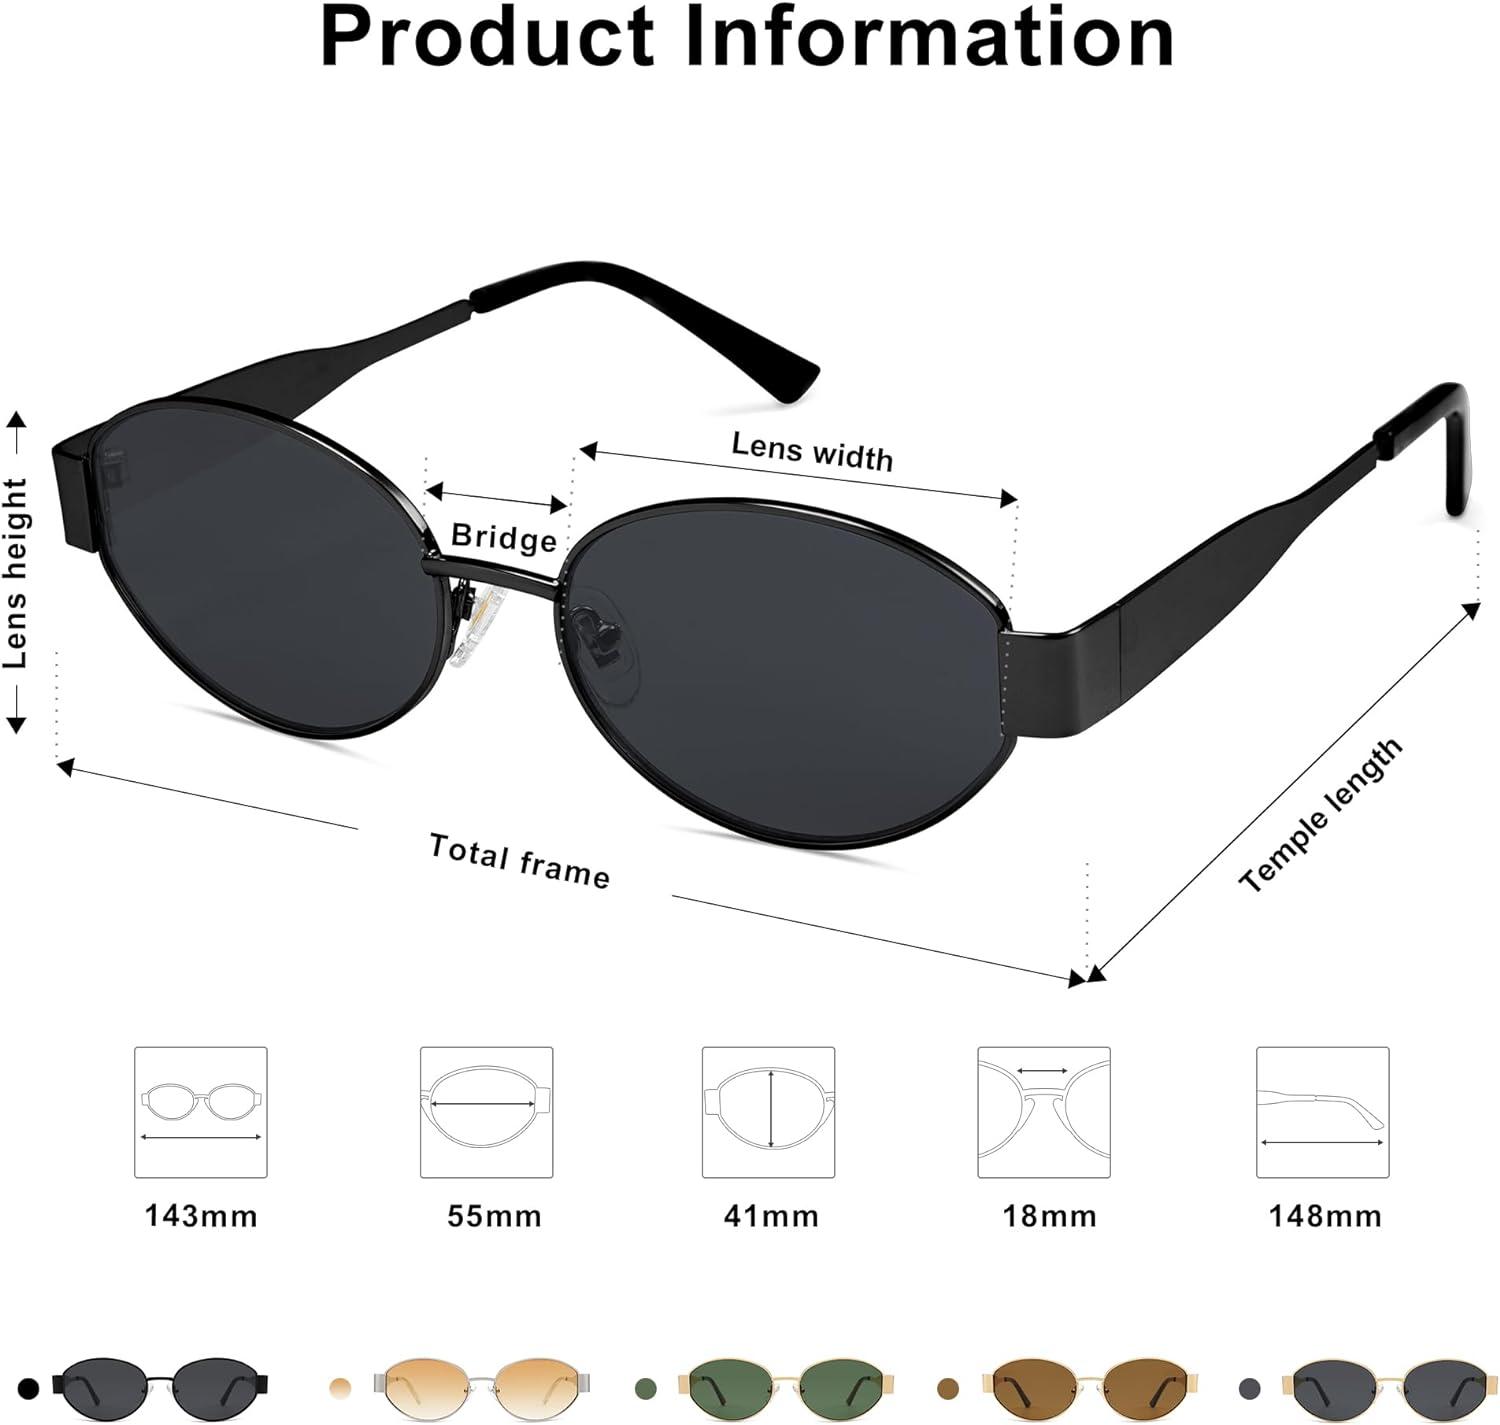 Product Information
Lens width
Bridge
Lens height
Total frame
Temple length
143mm
55mm
41mm
18mm
148mm